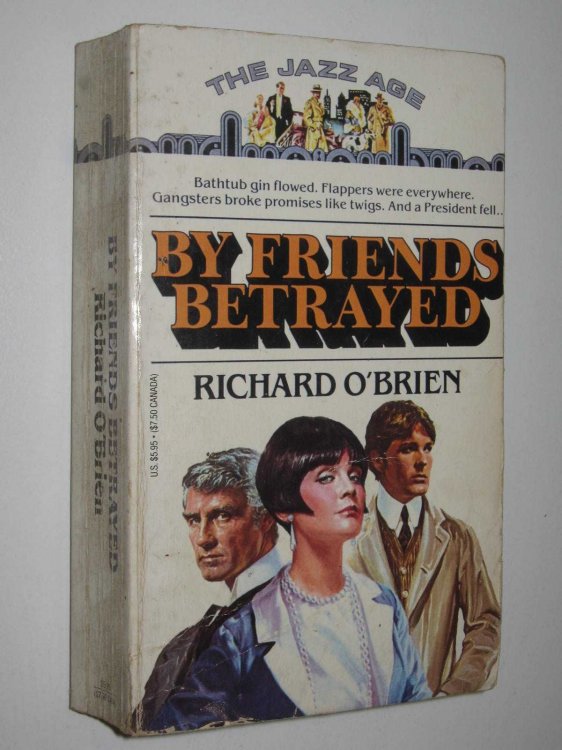 THE JAZZ AGE
Bathtub gin flowed. Flappers were everywhere.
Gangsters broke promises like twigs. And a President fell..
BY FRIENDS
BETRAYED
RICHARD O'BRIEN
U.S. $5.95 • ($7.50 CANADA)
BY FRIENDS BETRAYED
Richard O'Brien